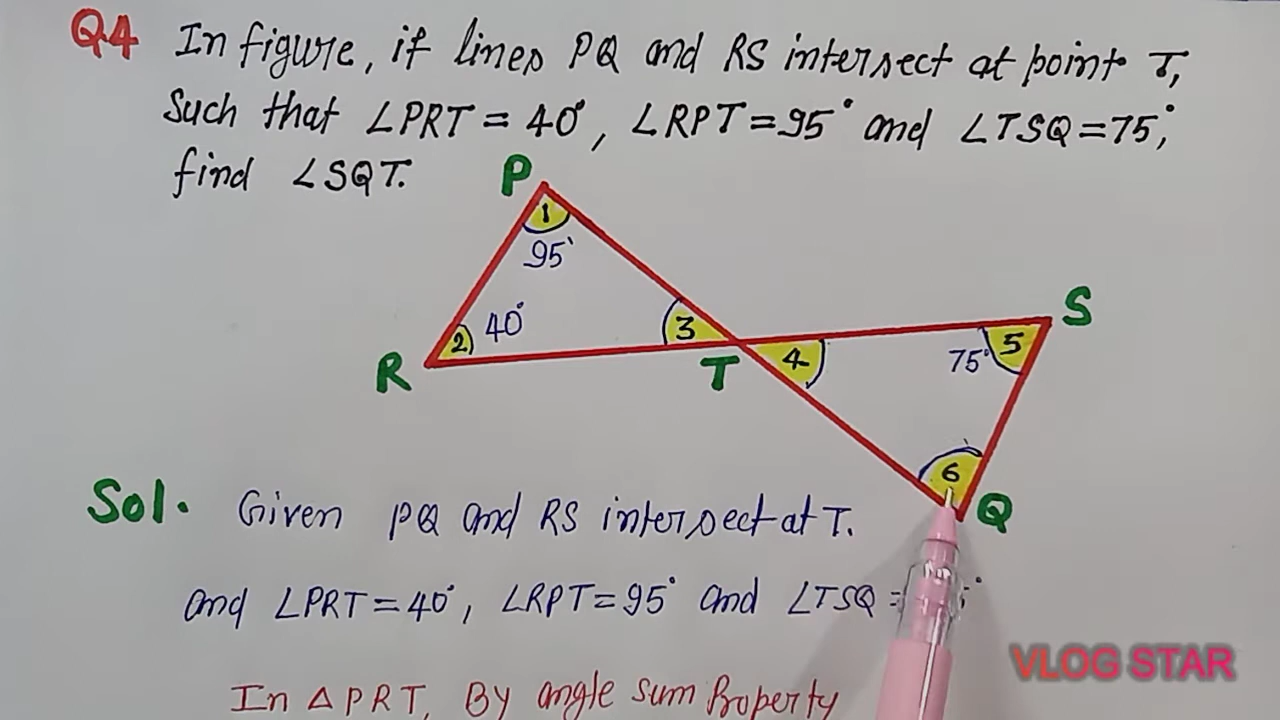 Q4 In figure, if lines PQ and RS intersect at point T,
Such that ∠PRT = 40°, ∠RPT = 95° and ∠TSQ = 75°,
find ∠SQT.
P
1
95°
S
40°
3
5
2
4
75°
R
T
6
Q
Sol. Given PQ and RS intersect at T.
and ∠PRT = 40°, ∠RPT = 95° and ∠TSQ =
VLOG STAR
In △PRT, By angle sum Property